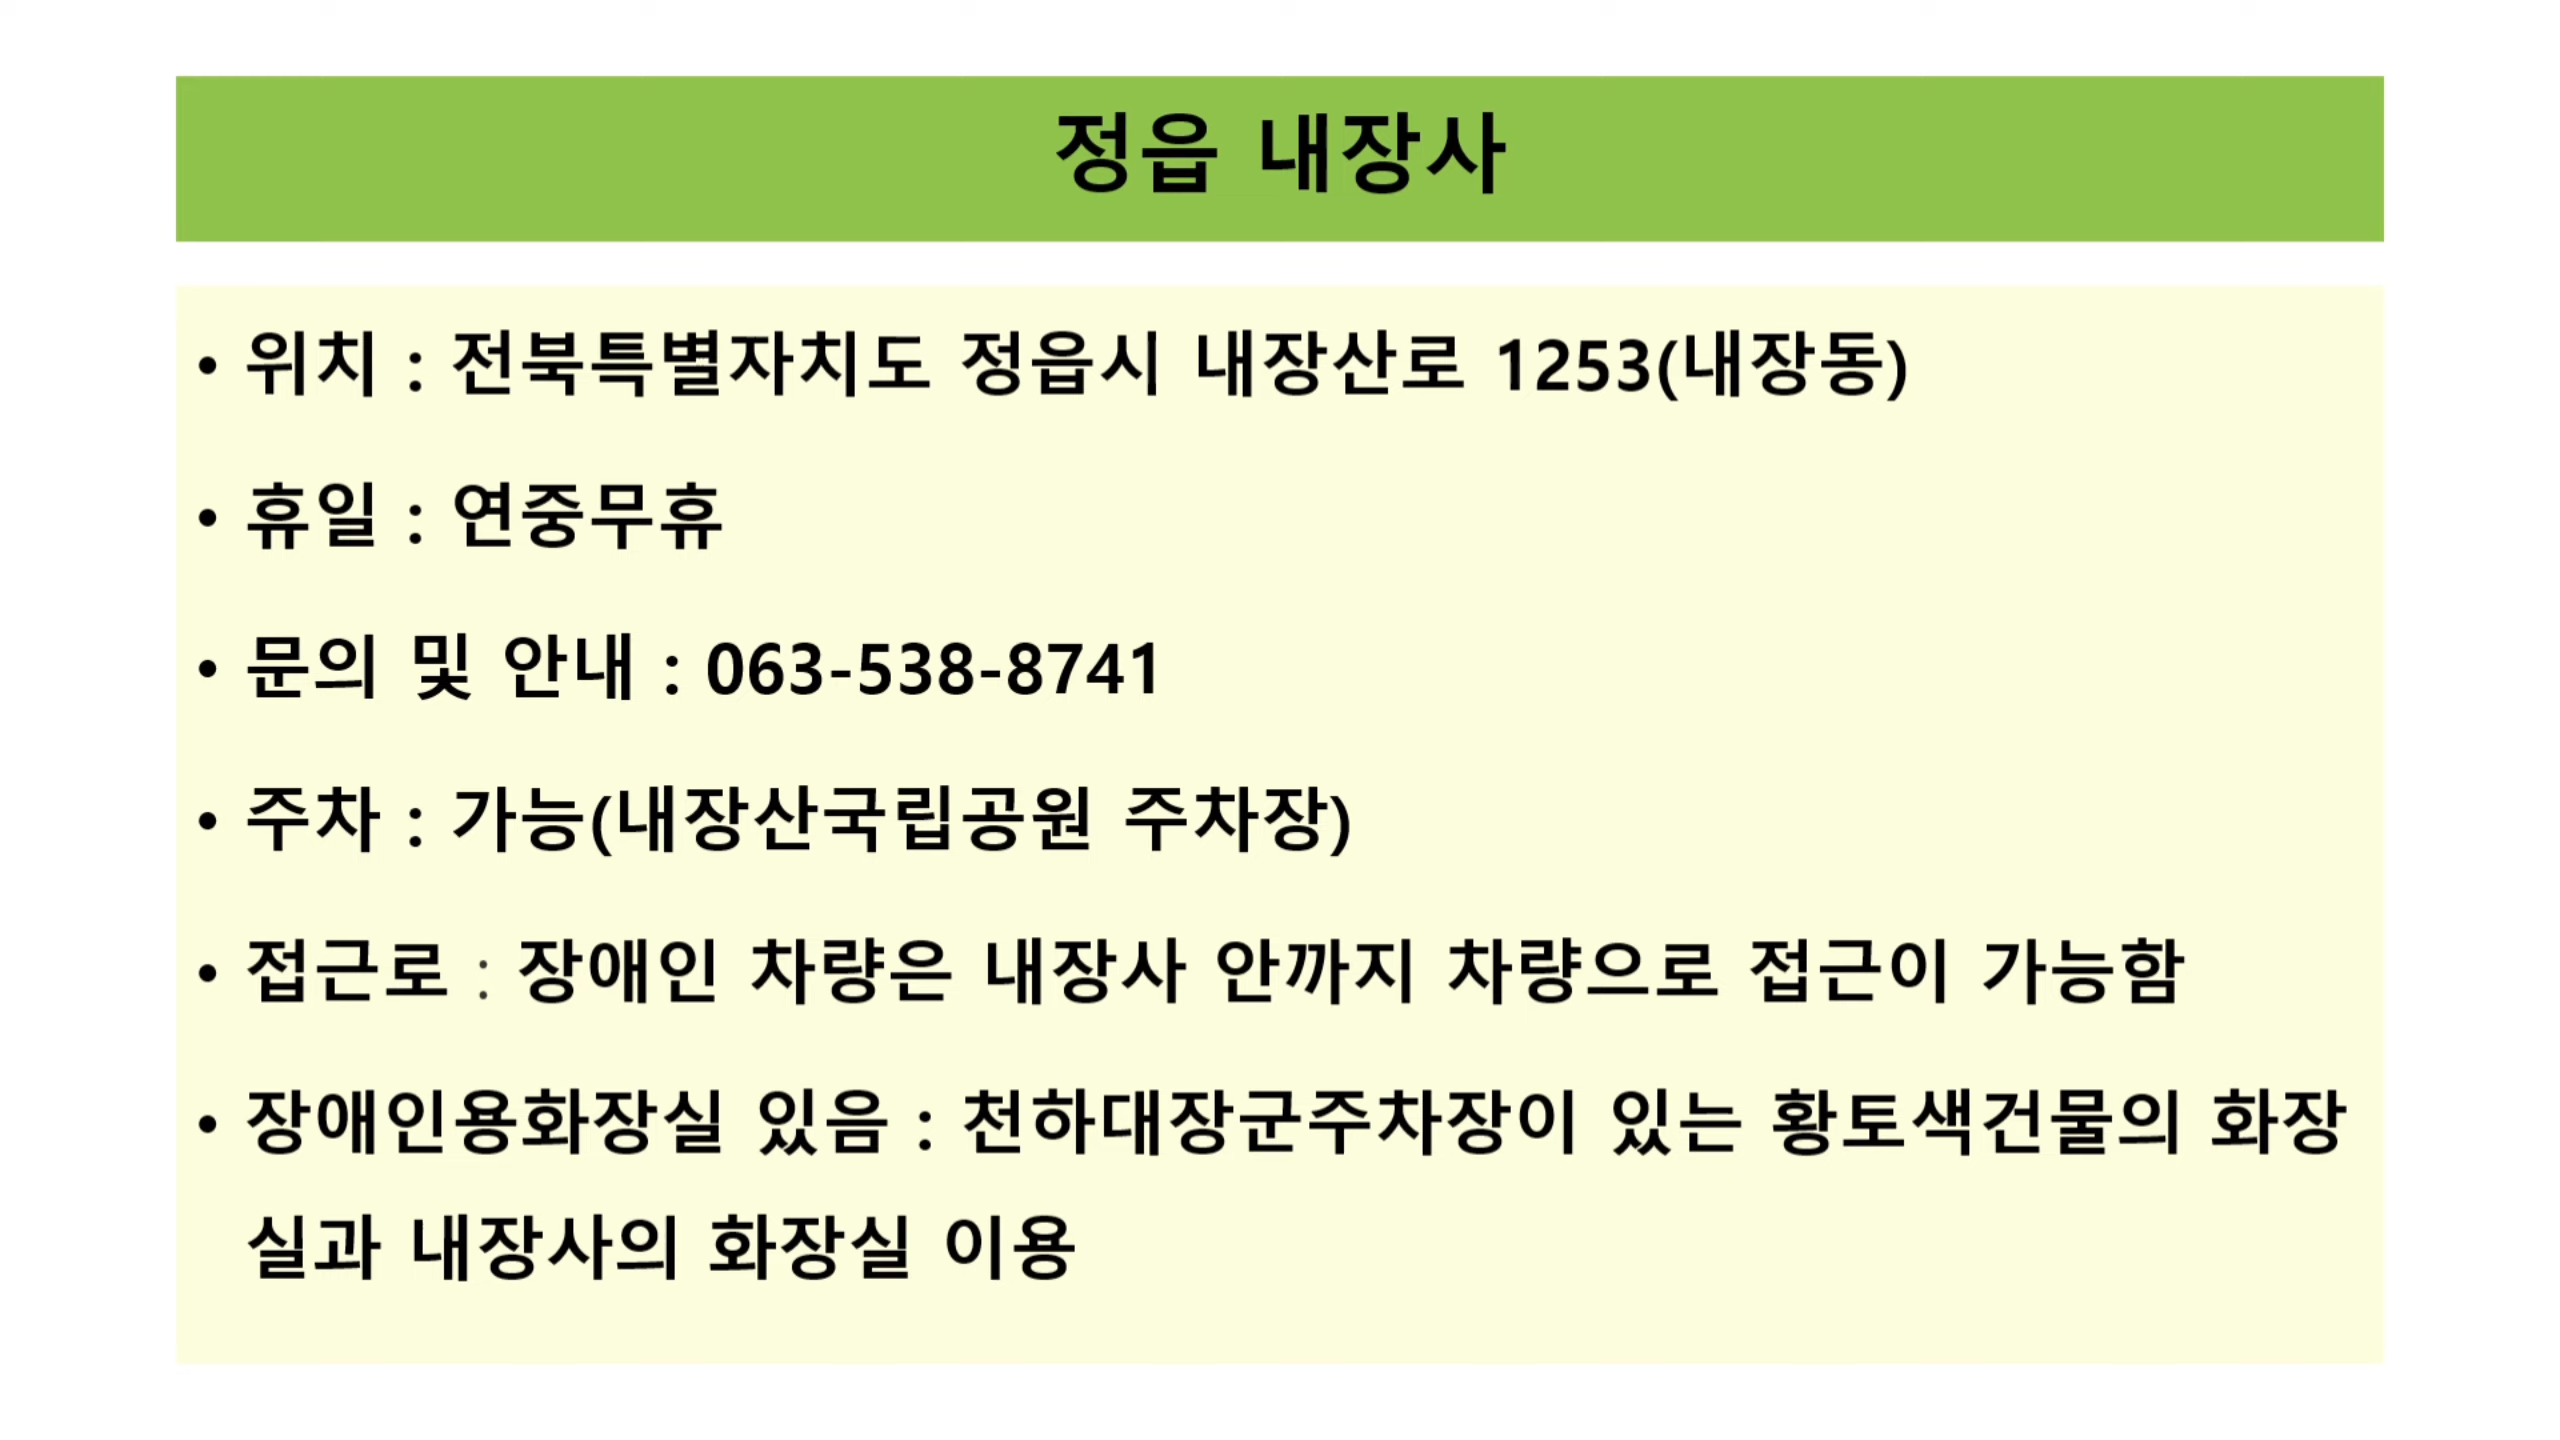 정읍 내장사
• 위치 : 전북특별자치도 정읍시 내장산로 1253(내장동)
• 휴일 : 연중무휴
• 문의 및 안내 : 063-538-8741
• 주차 : 가능(내장산국립공원 주차장)
• 접근로 : 장애인 차량은 내장사 안까지 차량으로 접근이 가능함
• 장애인용화장실 있음 : 천하대장군주차장이 있는 황토색건물의 화장
실과 내장사의 화장실 이용